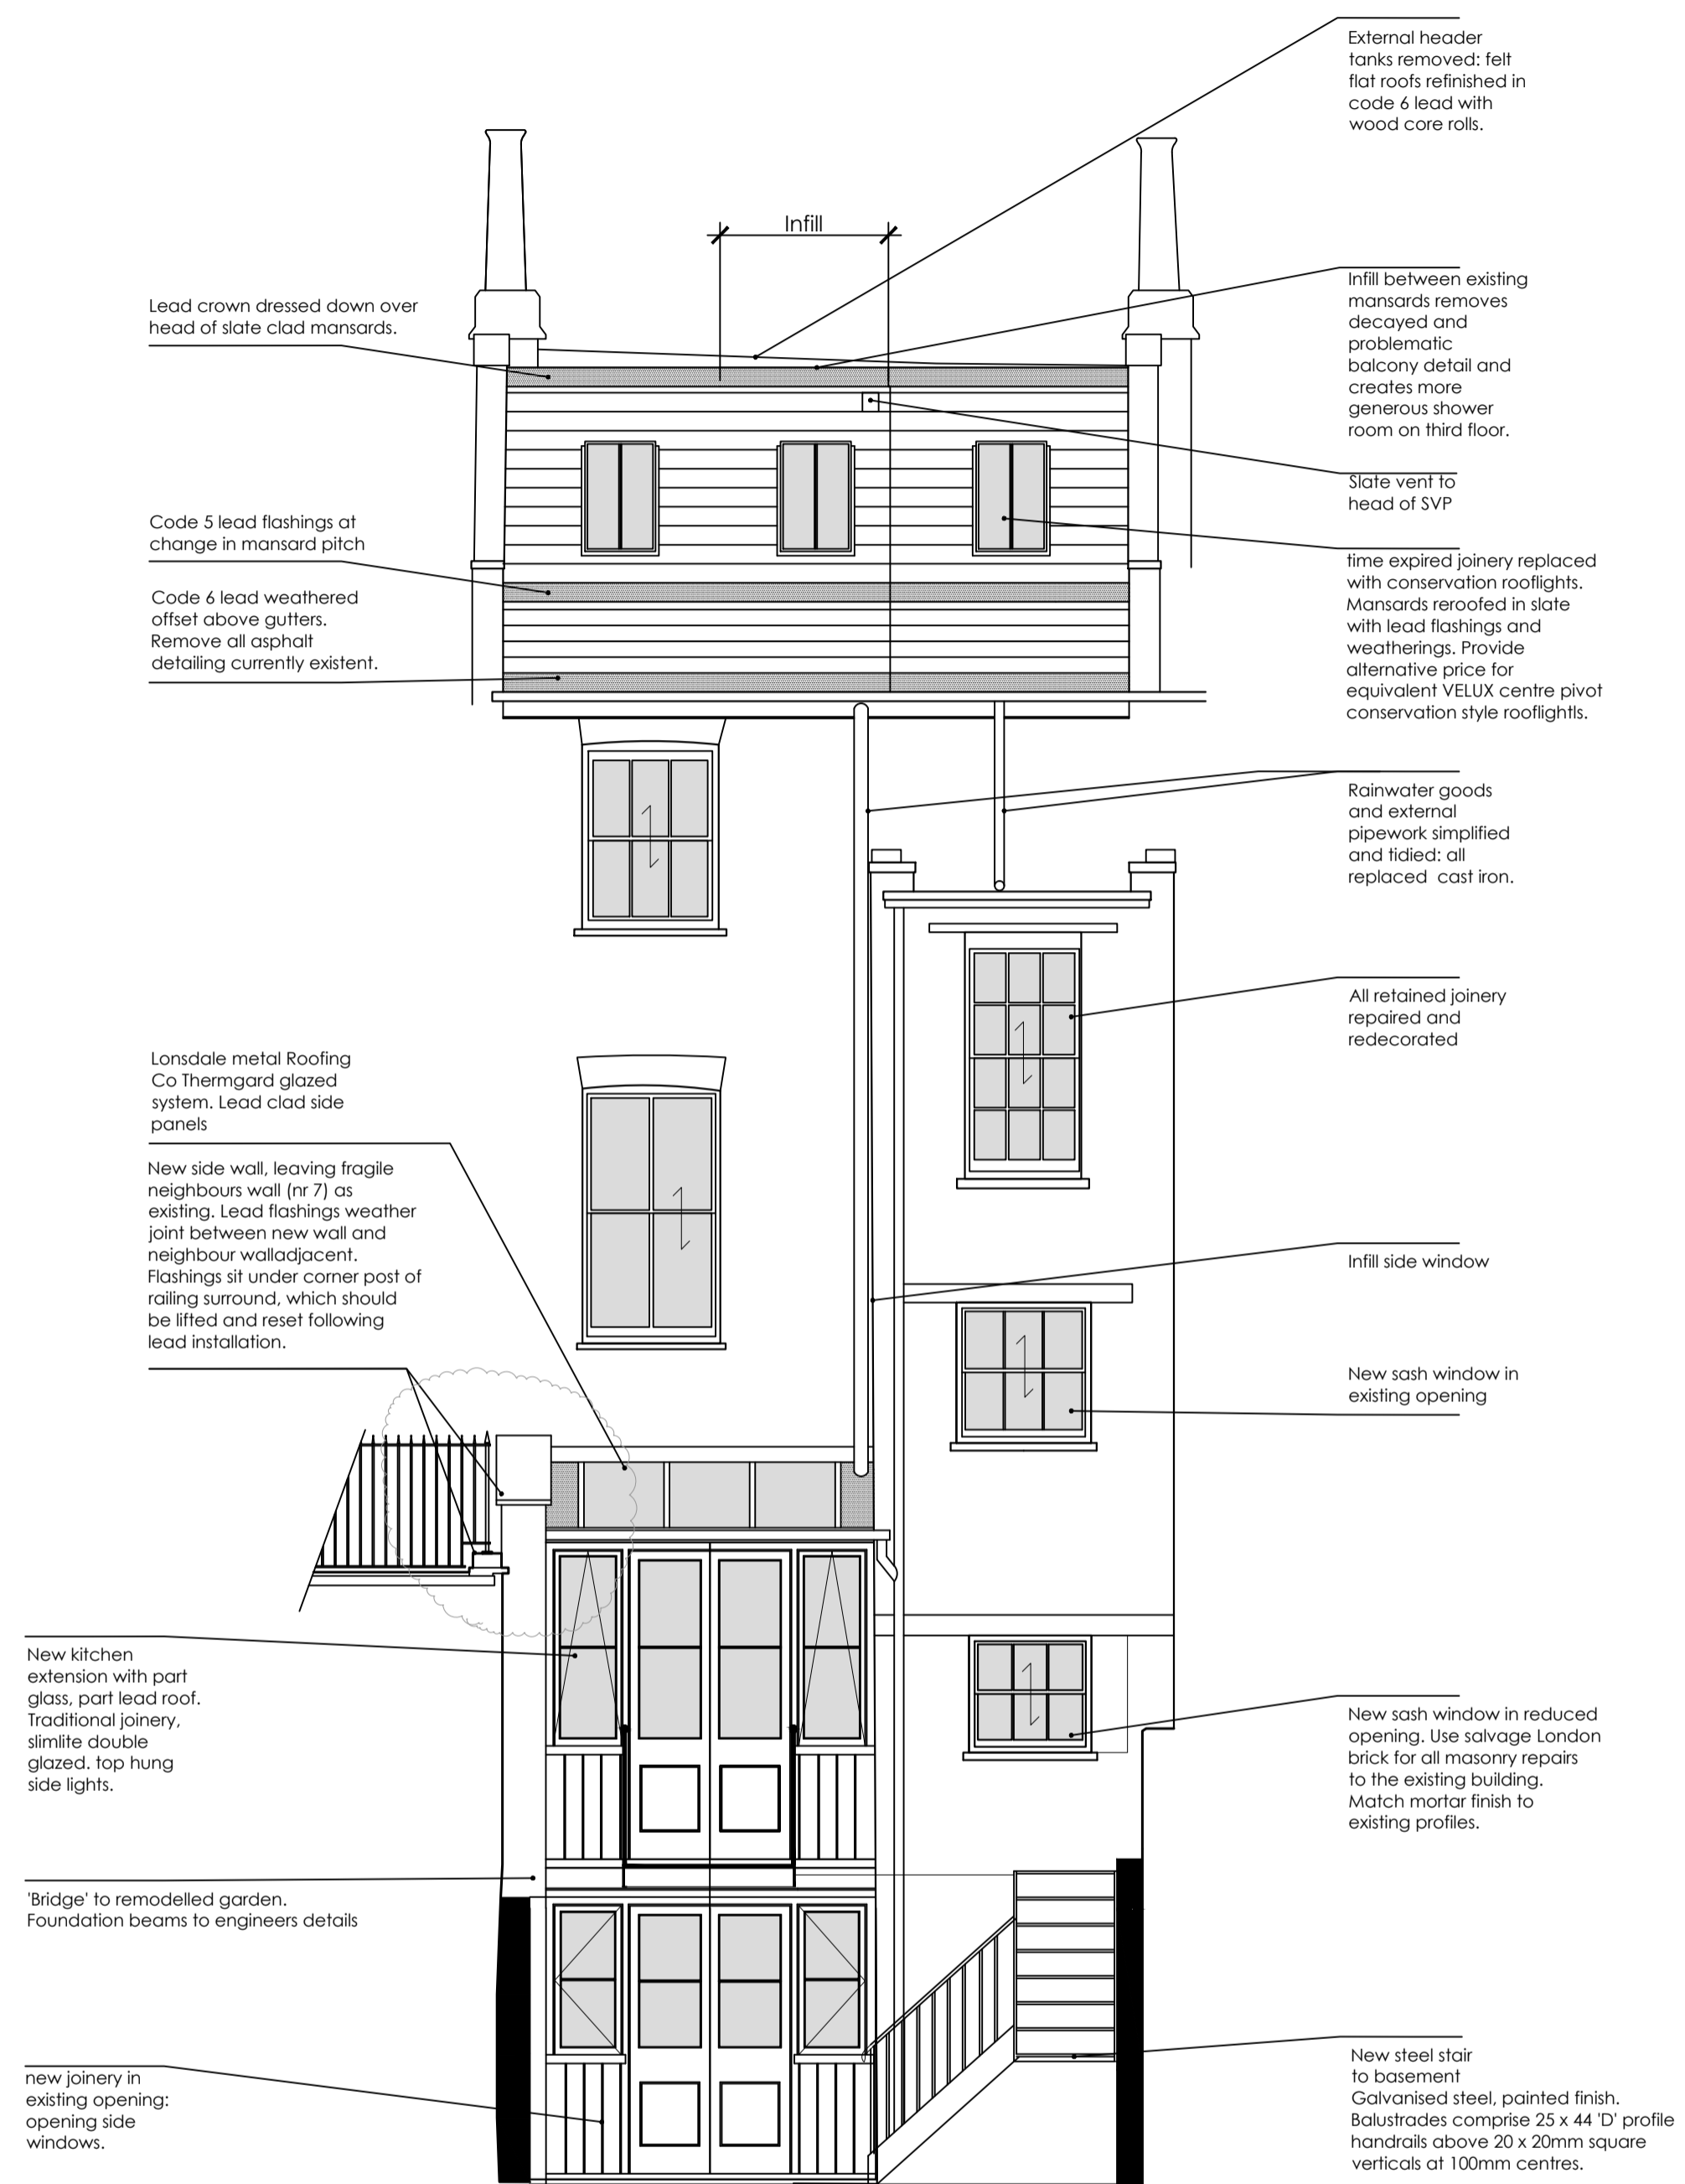 External header
tanks removed: felt
flat roofs refinished in
code 6 lead with
wood core rolls.
Infill
Lead crown dressed down over
head of slate clad mansards.
Infill between existing
mansards removes
decayed and
problematic
balcony detail and
creates more
generous shower
room on third floor.
Slate vent to
head of SVP
Code 5 lead flashings at
change in mansard pitch
time expired joinery replaced
with conservation rooflights.
Mansards reroofed in slate
with lead flashings and
weatherings. Provide
alternative price for
equivalent VELUX centre pivot
conservation style rooflightls.
Code 6 lead weathered
offset above gutters.
Remove all asphalt
detailing currently existent.
Rainwater goods
and external
pipework simplified
and tidied: all
replaced cast iron.
All retained joinery
repaired and
redecorated
Lonsdale metal Roofing
Co Thermgard glazed
system. Lead clad side
panels
New side wall, leaving fragile
neighbours wall (nr 7) as
existing. Lead flashings weather
joint between new wall and
neighbour walladjacent.
Flashings sit under corner post of
railing surround, which should
be lifted and reset following
lead installation.
Infill side window
New sash window in
existing opening
New kitchen
extension with part
glass, part lead roof.
Traditional joinery,
slimlite double
glazed. top hung
side lights.
New sash window in reduced
opening. Use salvage London
brick for all masonry repairs
to the existing building.
Match mortar finish to
existing profiles.
'Bridge' to remodelled garden.
Foundation beams to engineers details
new joinery in
existing opening:
opening side
windows.
New steel stair
to basement
Galvanised steel, painted finish.
Balustrades comprise 25 x 44 'D' profile
handrails above 20 x 20mm square
verticals at 100mm centres.